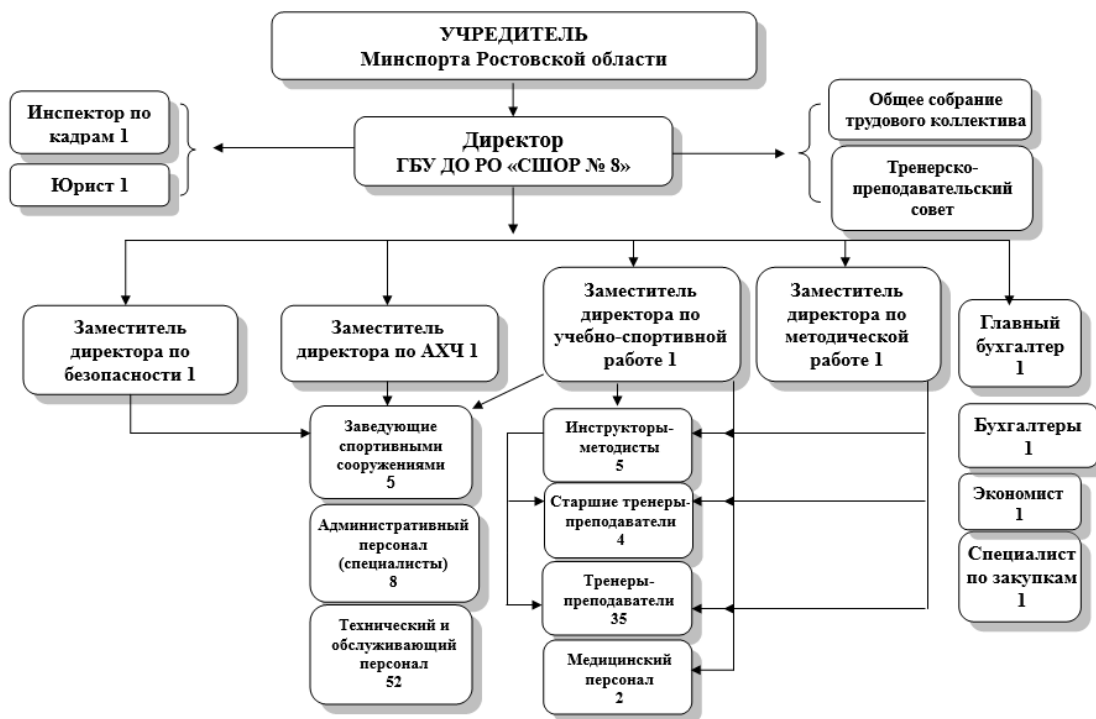 УЧРЕДИТЕЛЬ
Минспорта Ростовской области
Инспектор по
кадрам 1
Юрист 1
Директор
ГБУ ДО РО «СШОР № 8»
Общее собрание
трудового коллектива
Тренерско-
преподавательский
совет
Заместитель
директора по
безопасности 1
Заместитель
директора по АХЧ 1
Заместитель
директора по
учебно-спортивной
работе 1
Заместитель
директора по
методической
работе 1
Главный
бухгалтер
1
Заведующие
спортивными
сооружениями
5
Административный
персонал
(специалисты)
8
Технический и
обслуживающий
персонал
52
Инструкторы-
методисты
5
Старшие тренеры-
преподаватели
4
Тренеры-
преподаватели
35
Медицинский
персонал
2
Бухгалтеры
1
Экономист
1
Специалист
по закупкам
1